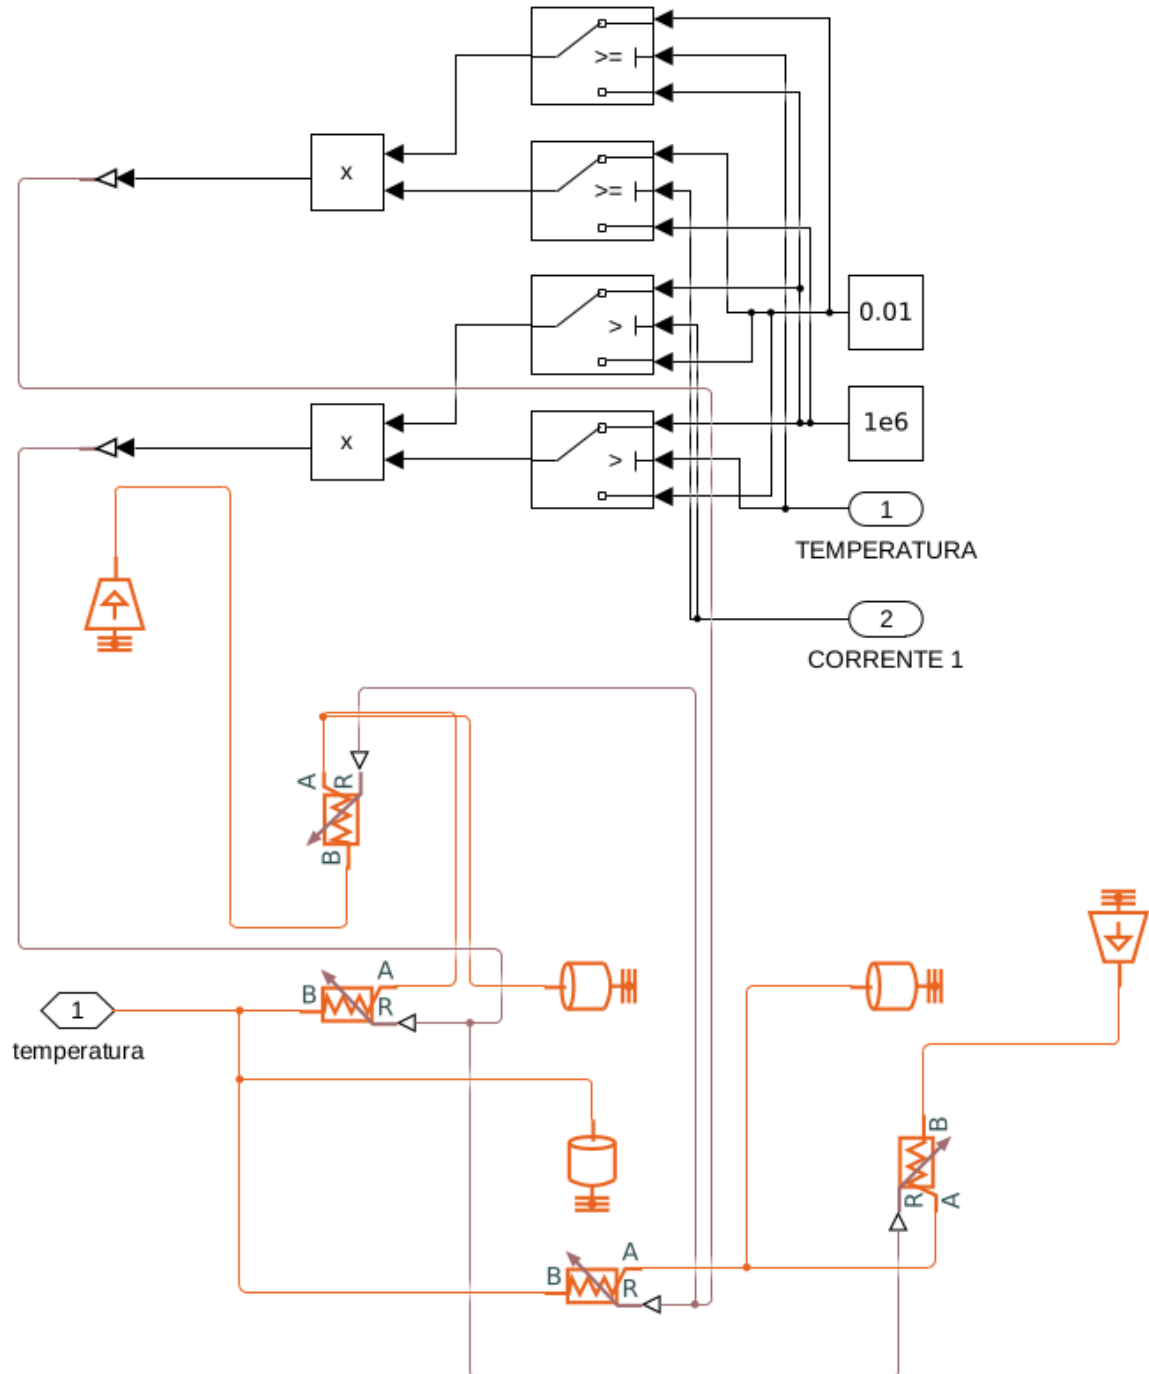 >=
x
>=
0.01
>
1e6
x
>
1
TEMPERATURA
2
CORRENTE 1
A
R
B
A
B
R
1
temperatura
B
R
A
A
B
R